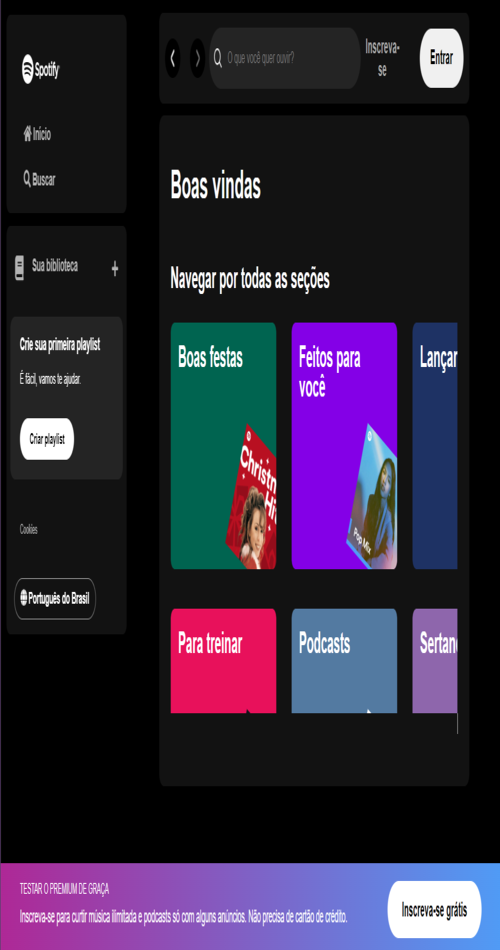 Spotify
Início
Buscar
Sua biblioteca
Crie sua primeira playlist
É fácil, vamos te ajudar.
Criar playlist
Cookies
Português do Brasil
O que você quer ouvir?
Inscreva-
se
Entrar
Boas vindas
Navegar por todas as seções
Boas festas
Christm
Hi
Feitos para
você
Pop Mix
Lançar
Para treinar
Podcasts
Sertan
TESTAR O PREMIUM DE GRAÇA
Inscreva-se para curtir música ilimitada e podcasts só com alguns anúncios. Não precisa de cartão de crédito.
Inscreva-se grátis